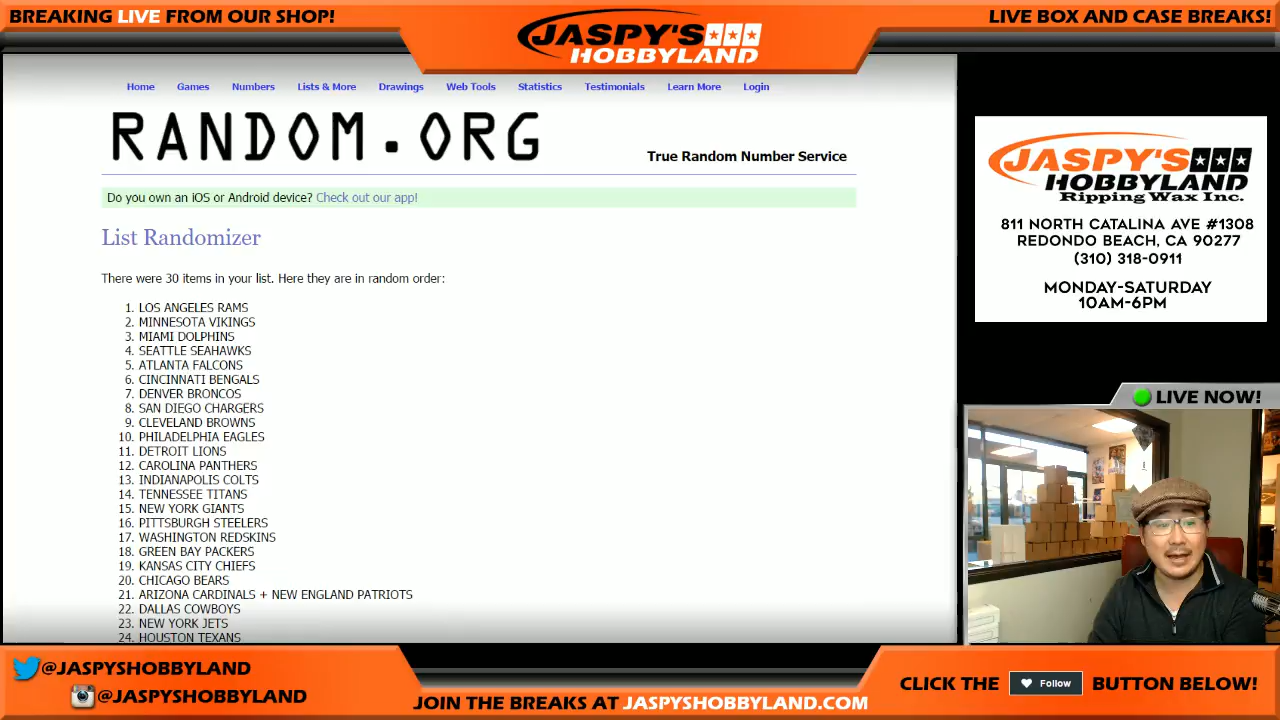 BREAKING LIVE FROM OUR SHOP!
JASPY'S
HOBBYLAND
LIVE BOX AND CASE BREAKS!
Home Games Numbers Lists & More Drawings Web Tools Statistics Testimonials Learn More Login
RANDOM.ORG
True Random Number Service
Do you own an iOS or Android device? Check out our app!
List Randomizer
There were 30 items in your list. Here they are in random order:
1. LOS ANGELES RAMS
2. MINNESOTA VIKINGS
3. MIAMI DOLPHINS
4. SEATTLE SEAHAWKS
5. ATLANTA FALCONS
6. CINCINNATI BENGALS
7. DENVER BRONCOS
8. SAN DIEGO CHARGERS
9. CLEVELAND BROWNS
10. PHILADELPHIA EAGLES
11. DETROIT LIONS
12. CAROLINA PANTHERS
13. INDIANAPOLIS COLTS
14. TENNESSEE TITANS
15. NEW YORK GIANTS
16. PITTSBURGH STEELERS
17. WASHINGTON REDSKINS
18. GREEN BAY PACKERS
19. KANSAS CITY CHIEFS
20. CHICAGO BEARS
21. ARIZONA CARDINALS + NEW ENGLAND PATRIOTS
22. DALLAS COWBOYS
23. NEW YORK JETS
24. HOUSTON TEXANS
JASPY'S
HOBBYLAND
Ripping Wax Inc.
811 NORTH CATALINA AVE #1308
REDONDO BEACH, CA 90277
(310) 318-0911
MONDAY-SATURDAY
10AM-6PM
LIVE NOW!
@JASPYSHOBBYLAND
@JASPYSHOBBYLAND
JOIN THE BREAKS AT JASPYSHOBBYLAND.COM
CLICK THE Follow BUTTON BELOW!